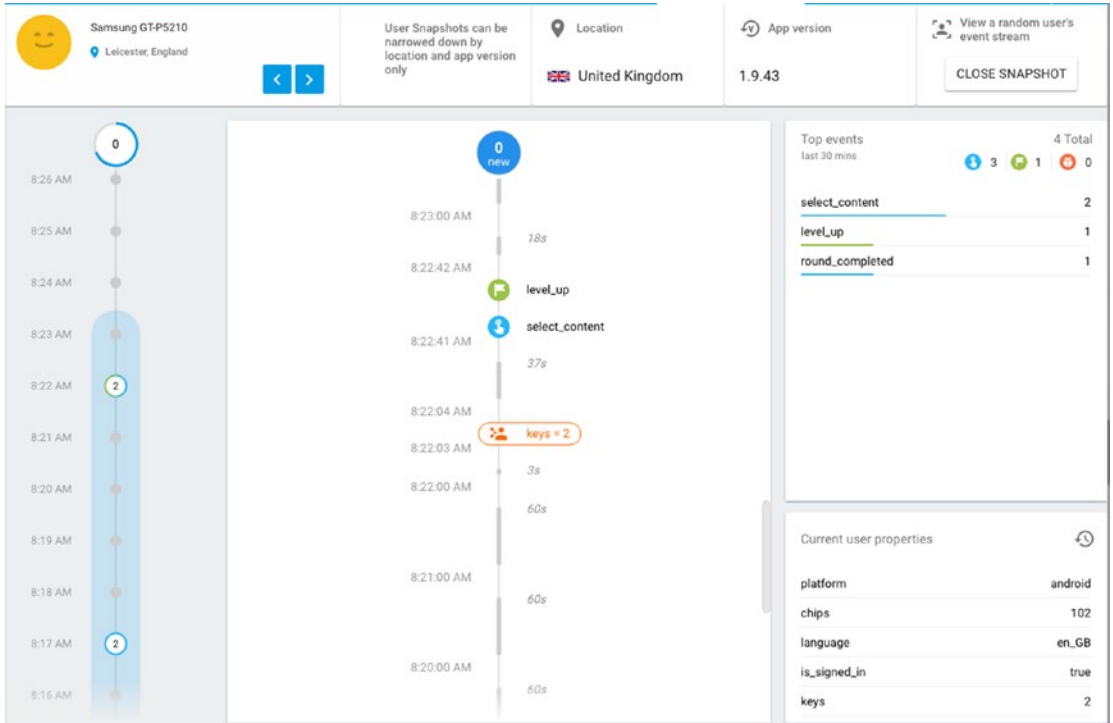 Samsung GT-P5210
Leicester, England
User Snapshots can be
narrowed down by
location and app version
only
Location
United Kingdom
App version
1.9.43
View a random user's
event stream
CLOSE SNAPSHOT
0
8:26 AM
8:25 AM
8:24 AM
8:23 AM
8:22 AM
2
8:21 AM
8:20 AM
8:19 AM
8:18 AM
8:17 AM
2
8:16 AM
0
new
8:23:00 AM
18s
8:22:42 AM
level_up
select_content
8:22:41 AM
37s
8:22:04 AM
keys = 2
8:22:03 AM
3s
8:22:00 AM
60s
8:21:00 AM
60s
8:20:00 AM
60s
Top events 4 Total
last 30 mins
3 1 0
select_content 2
level_up 1
round_completed 1
Current user properties
platform android
chips 102
language en_GB
is_signed_in true
keys 2